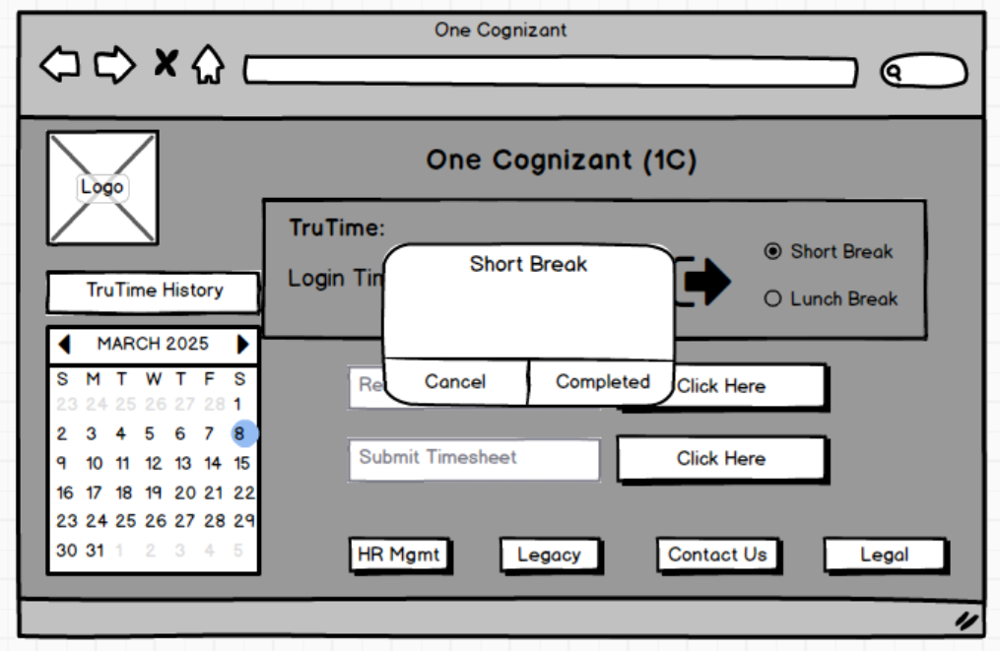 One Cognizant
Logo
One Cognizant (1C)
TruTime:
Login Tim
Short Break
Cancel
Completed
Short Break
Lunch Break
TruTime History
MARCH 2025
S M T W T F S
23 24 25 26 27 28 1
2 3 4 5 6 7 8
9 10 11 12 13 14 15
16 17 18 19 20 21 22
23 24 25 26 27 28 29
30 31 1 2 3 4 5
Re
Click Here
Submit Timesheet
Click Here
HR Mgmt
Legacy
Contact Us
Legal